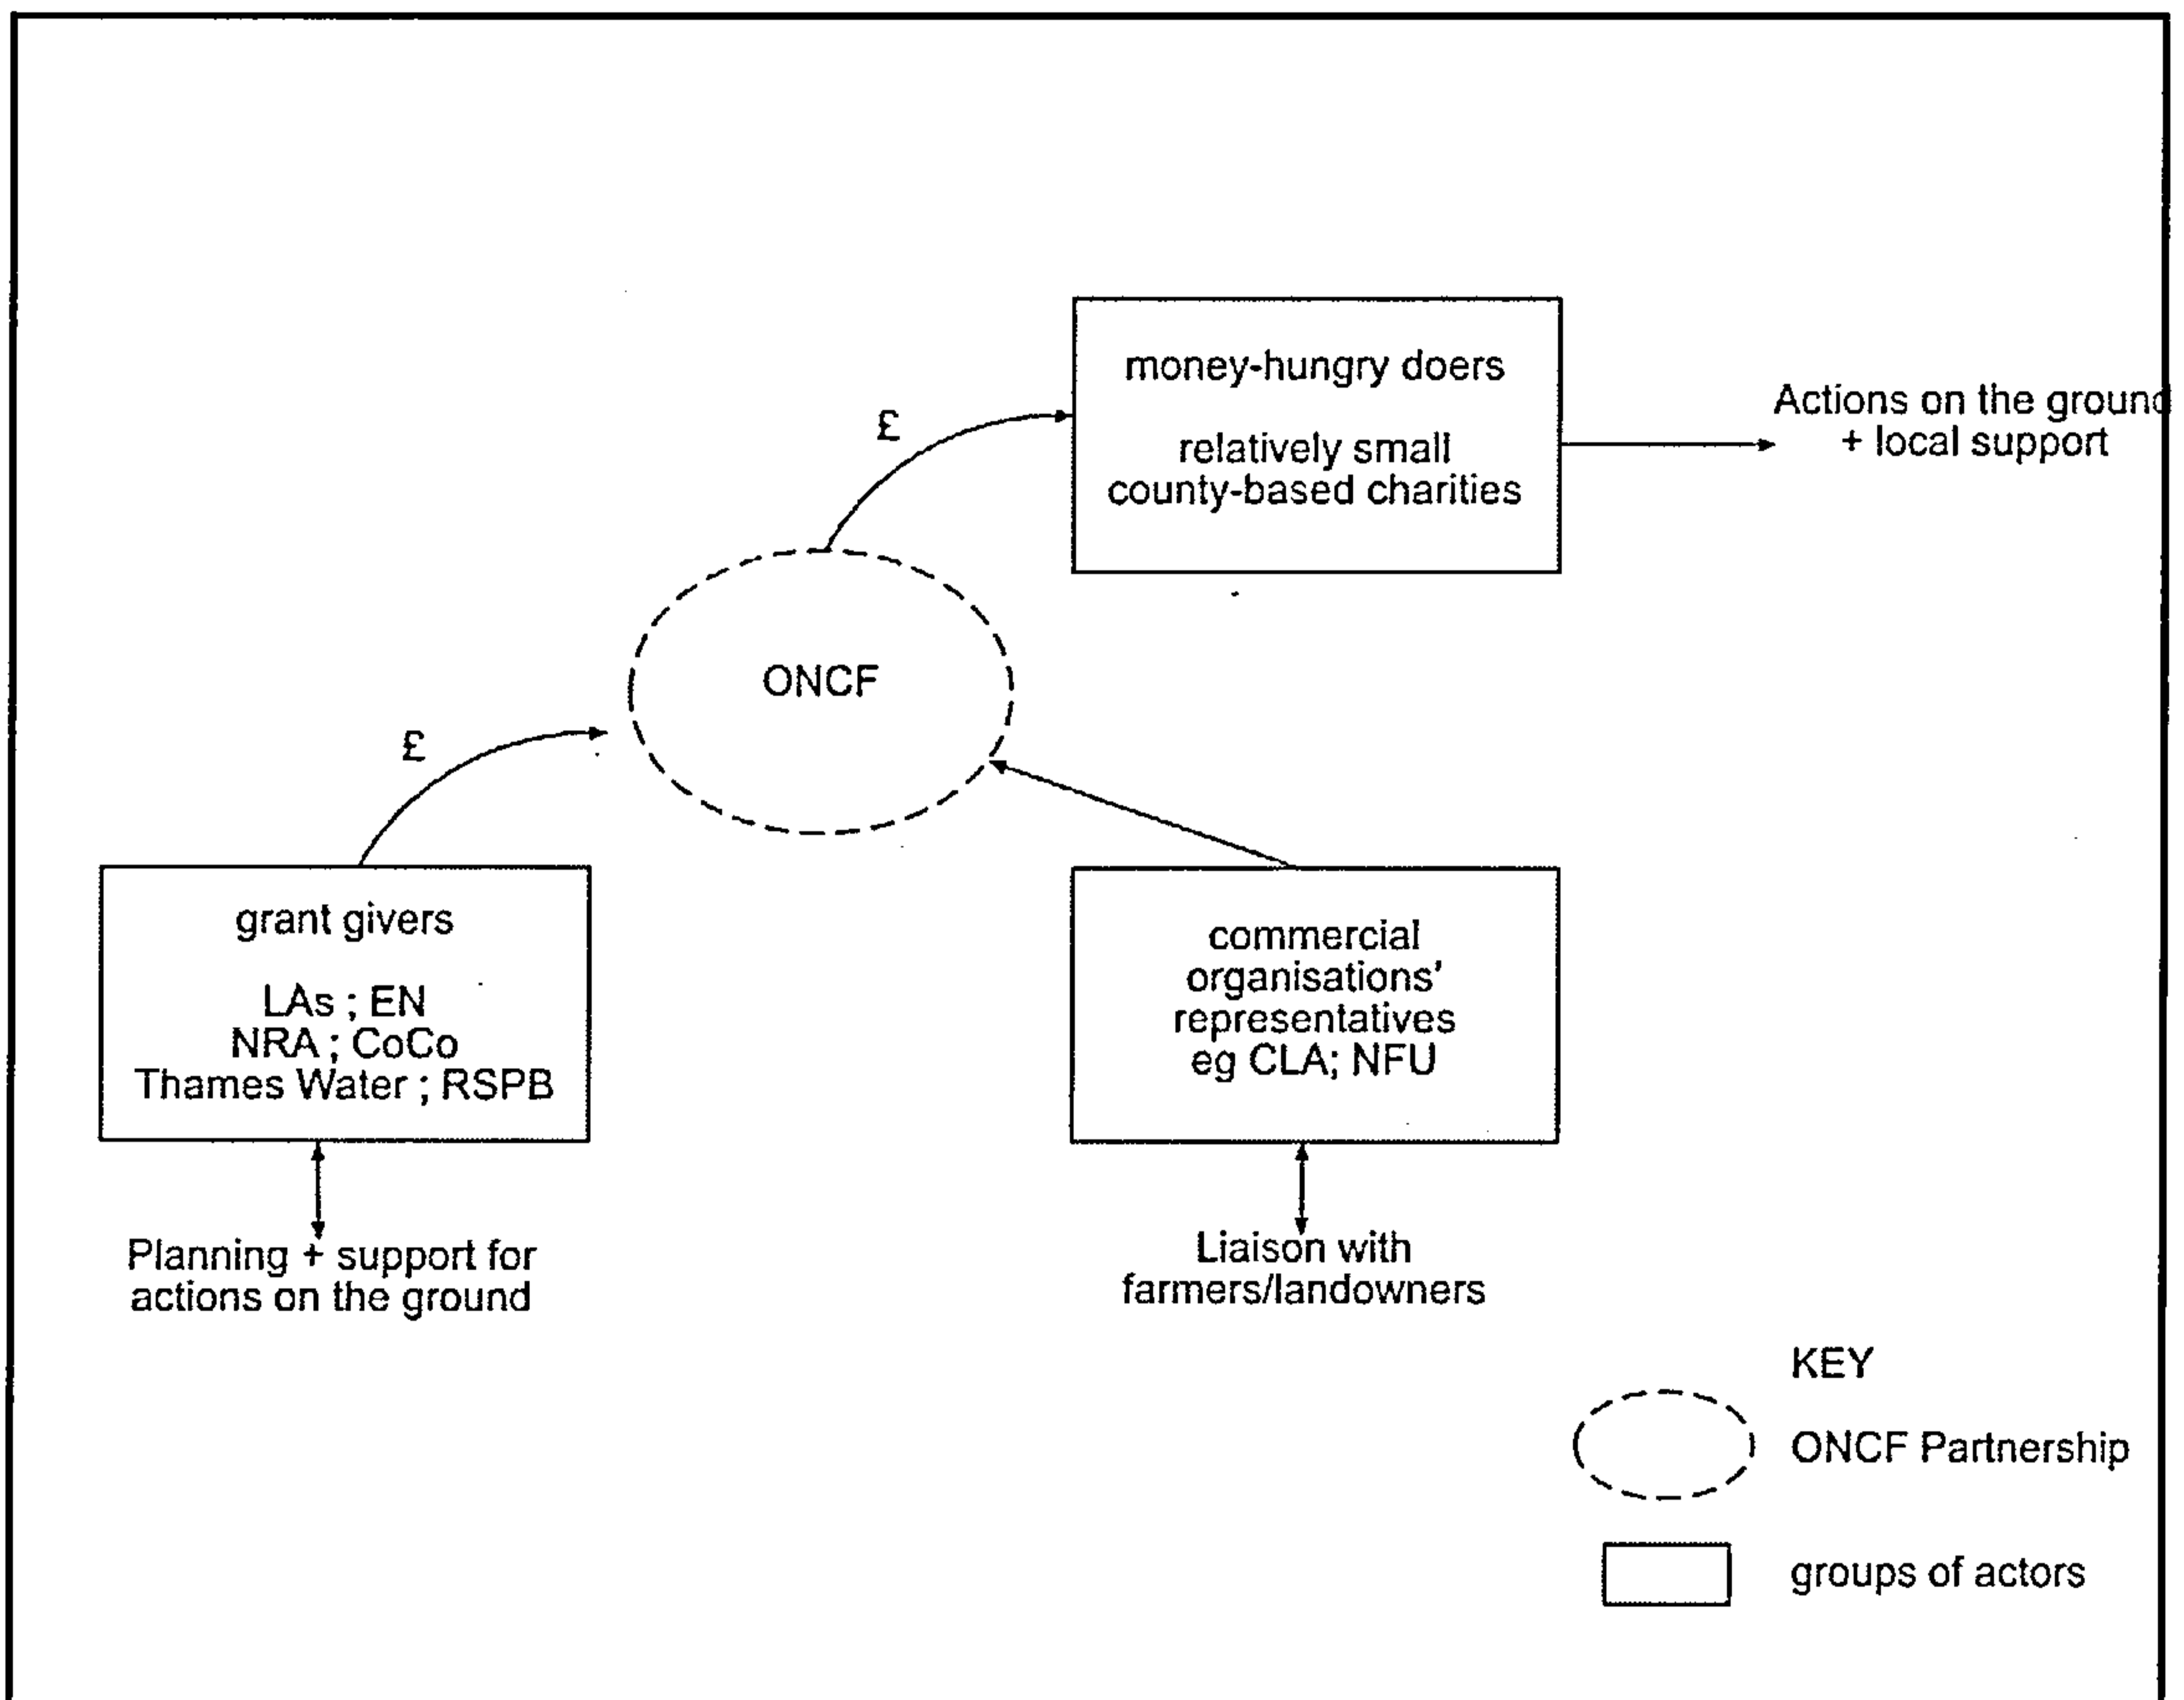 money-hungry doers
relatively small
county-based charities
£
Actions on the ground
+ local support
ONCF
£
grant givers
LAs ; EN
NRA ; CoCo
Thames Water ; RSPB
commercial
organisations'
representatives
eg CLA; NFU
Planning + support for
actions on the ground
Liaison with
farmers/landowners
KEY
ONCF Partnership
groups of actors